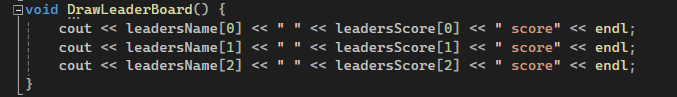 void DrawLeaderBoard() {
    cout << leadersName[0] << " " << leadersScore[0] << " score" << endl;
    cout << leadersName[1] << " " << leadersScore[1] << " score" << endl;
    cout << leadersName[2] << " " << leadersScore[2] << " score" << endl;
}